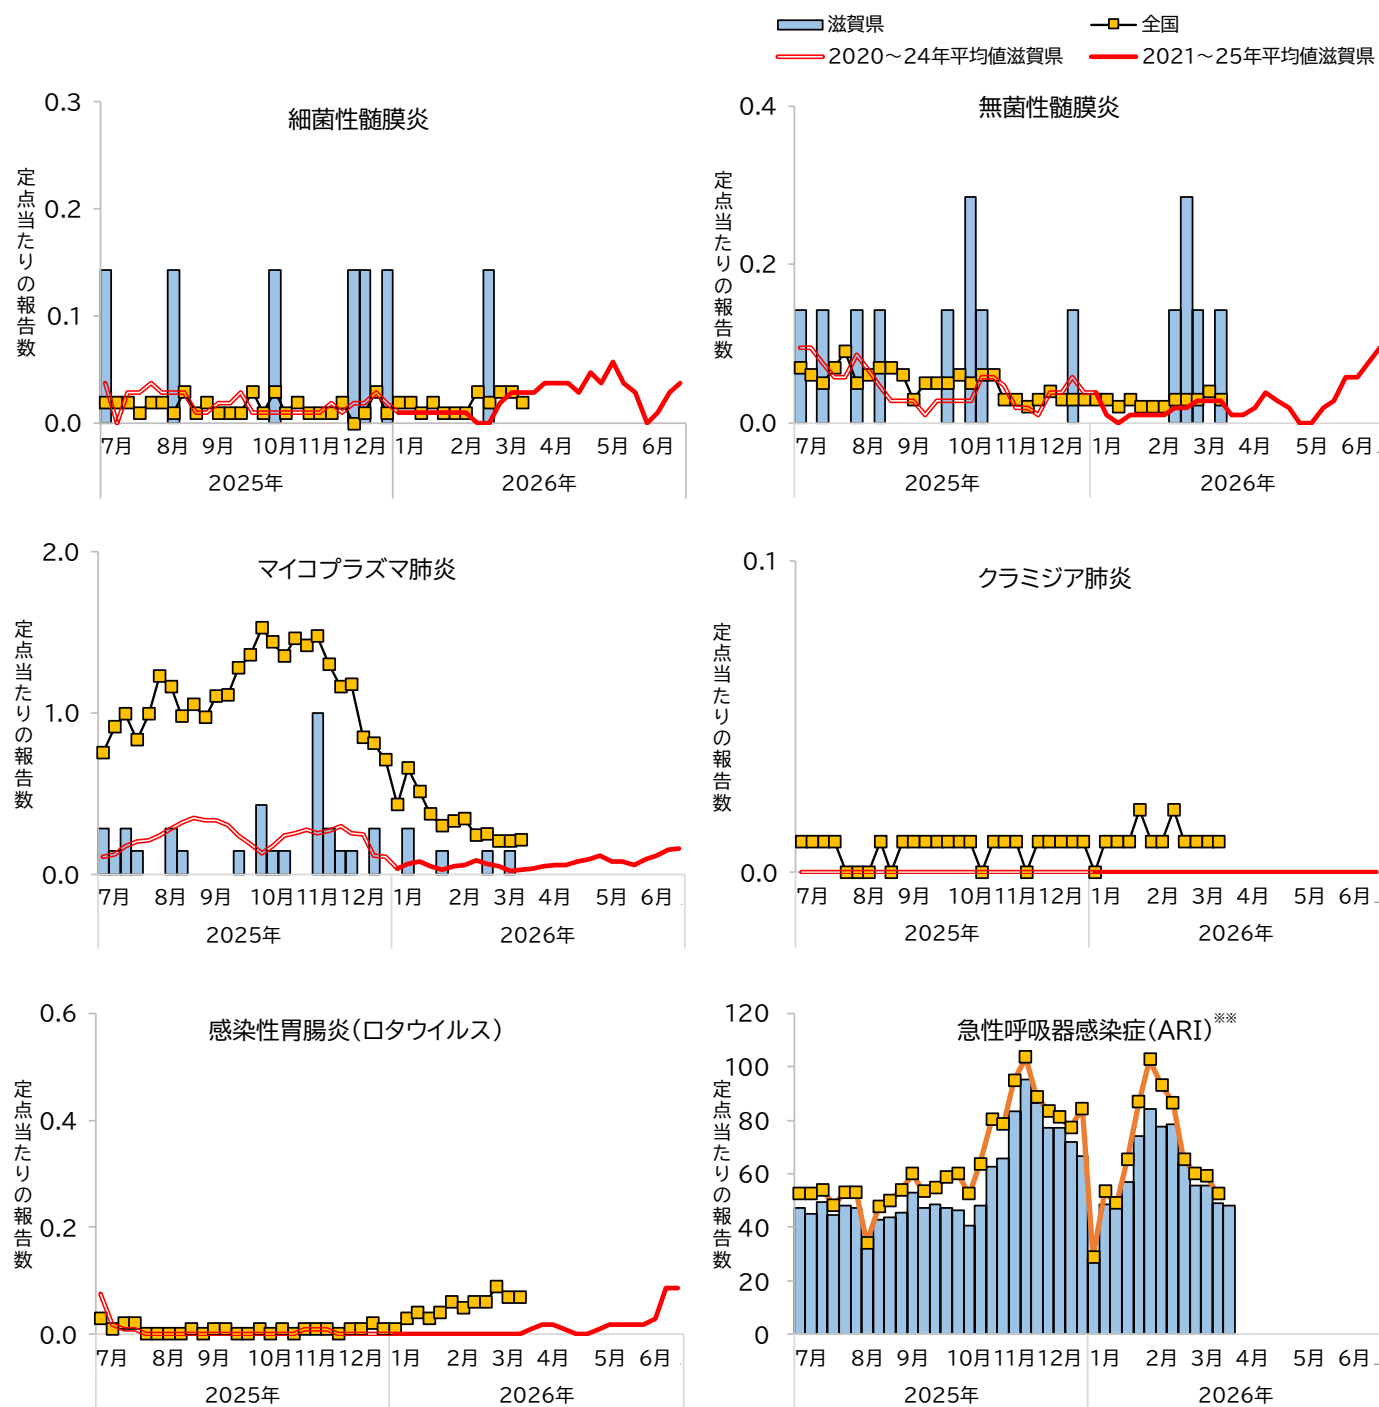 滋賀県
全国
2020～24年平均値滋賀県
2021～25年平均値滋賀県
細菌性髄膜炎
定点当たりの報告数
0.3
0.2
0.1
0.0
7月 8月 9月 10月 11月 12月 1月 2月 3月 4月 5月 6月
2025年 2026年
無菌性髄膜炎
定点当たりの報告数
0.4
0.2
0.0
7月 8月 9月 10月 11月 12月 1月 2月 3月 4月 5月 6月
2025年 2026年
マイコプラズマ肺炎
定点当たりの報告数
2.0
1.0
0.0
7月 8月 9月 10月 11月 12月 1月 2月 3月 4月 5月 6月
2025年 2026年
クラミジア肺炎
定点当たりの報告数
0.1
0.0
7月 8月 9月 10月 11月 12月 1月 2月 3月 4月 5月 6月
2025年 2026年
感染性胃腸炎(ロタウイルス)
定点当たりの報告数
0.6
0.4
0.2
0.0
7月 8月 9月 10月 11月 12月 1月 2月 3月 4月 5月 6月
2025年 2026年
急性呼吸器感染症(ARI)※※
定点当たりの報告数
120
100
80
60
40
20
0
7月 8月 9月 10月 11月 12月 1月 2月 3月 4月 5月 6月
2025年 2026年